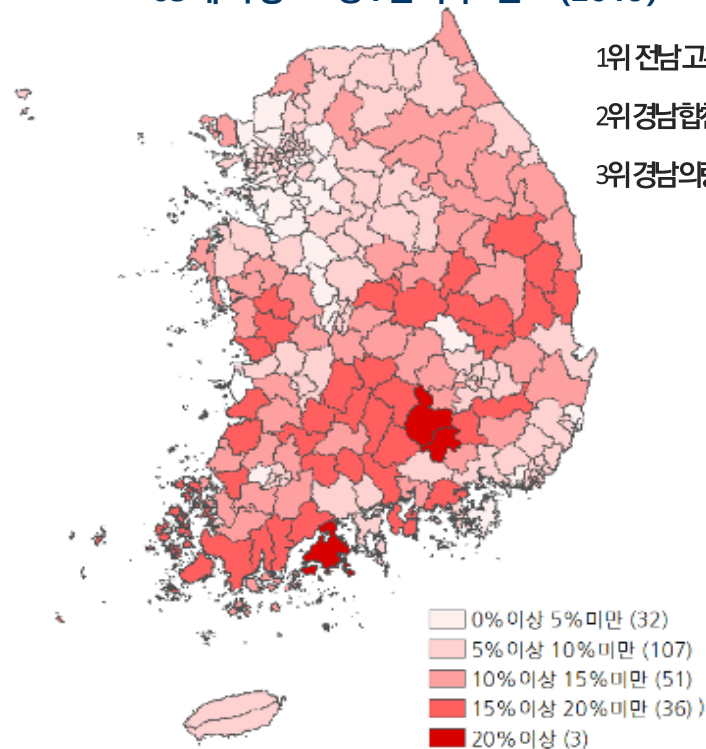 1위 전남고
2위 경남합
3위 경남의
0%이상 5%미만 (32)
5%이상 10%미만 (107)
10%이상 15%미만 (51)
15%이상 20%미만 (36) )
20%이상 (3)